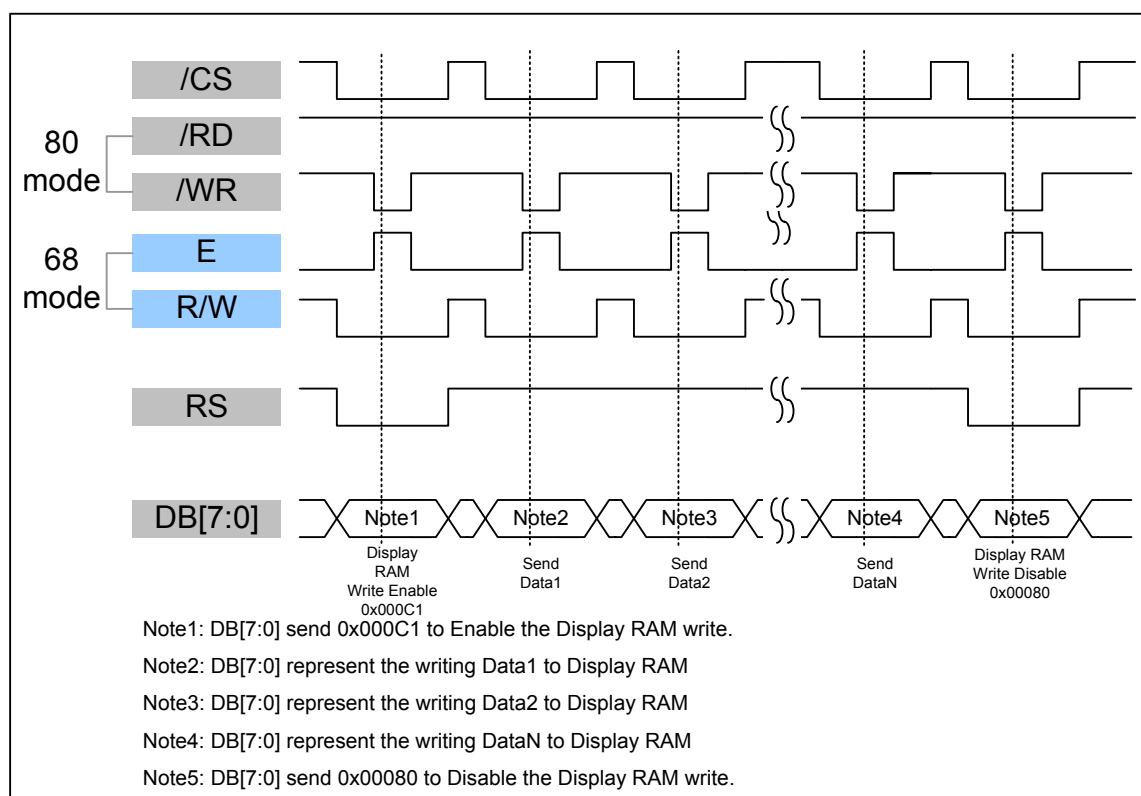 /CS
80
mode
/RD
/WR
68
mode
E
R/W
RS
DB[7:0]
Note1
Note2
Note3
Note4
Note5
Display
RAM
Write Enable
0x000C1
Send
Data1
Send
Data2
Send
DataN
Display RAM
Write Disable
0x00080
Note1: DB[7:0] send 0x000C1 to Enable the Display RAM write.
Note2: DB[7:0] represent the writing Data1 to Display RAM
Note3: DB[7:0] represent the writing Data2 to Display RAM
Note4: DB[7:0] represent the writing DataN to Display RAM
Note5: DB[7:0] send 0x00080 to Disable the Display RAM write.